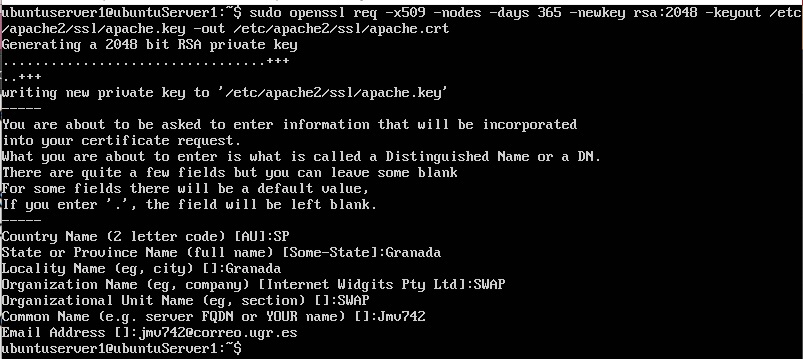 ubuntuserver1@ubuntuServer1:~$ sudo openssl req -x509 -nodes -days 365 -newkey rsa:2048 -keyout /etc
/apache2/ssl/apache.key -out /etc/apache2/ssl/apache.crt
Generating a 2048 bit RSA private key
.................................+++
..+++
writing new private key to '/etc/apache2/ssl/apache.key'
-----
You are about to be asked to enter information that will be incorporated
into your certificate request.
What you are about to enter is what is called a Distinguished Name or a DN.
There are quite a few fields but you can leave some blank
For some fields there will be a default value,
If you enter '.', the field will be left blank.
-----
Country Name (2 letter code) [AU]:SP
State or Province Name (full name) [Some-State]:Granada
Locality Name (eg, city) []:Granada
Organization Name (eg, company) [Internet Widgits Pty Ltd]:SWAP
Organizational Unit Name (eg, section) []:SWAP
Common Name (e.g. server FQDN or YOUR name) []:Jmv742
Email Address []:jmv742@correo.ugr.es
ubuntuserver1@ubuntuServer1:~$